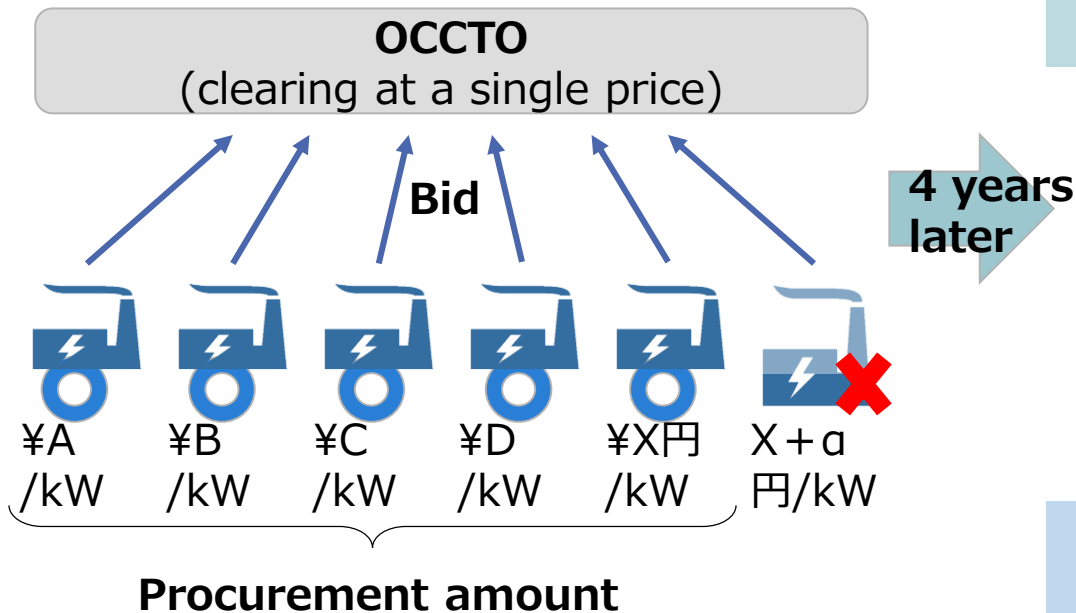 OCCTO
(clearing at a single price)
Bid
4 years
later
¥A
/kW
¥B
/kW
¥C
/kW
¥D
/kW
¥X円
/kW
X+α
円/kW
Procurement amount